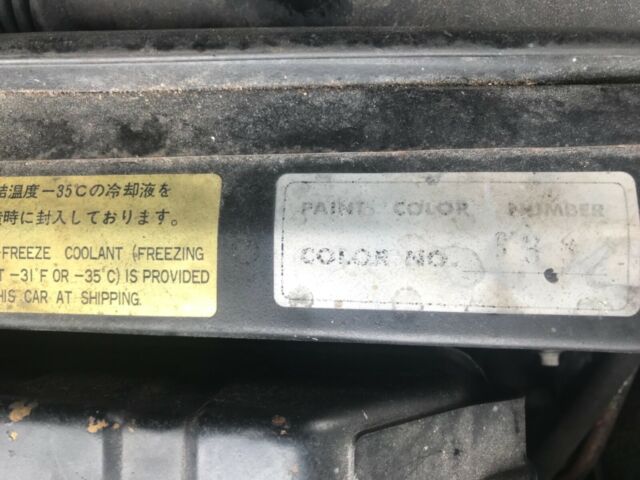 結温度-35℃の冷却液を
時に封入しております。
-FREEZE COOLANT (FREEZING
-31°F OR -35°C) IS PROVIDED
HIS CAR AT SHIPPING.
PAINT COLOR NUMBER
COLOR NO.